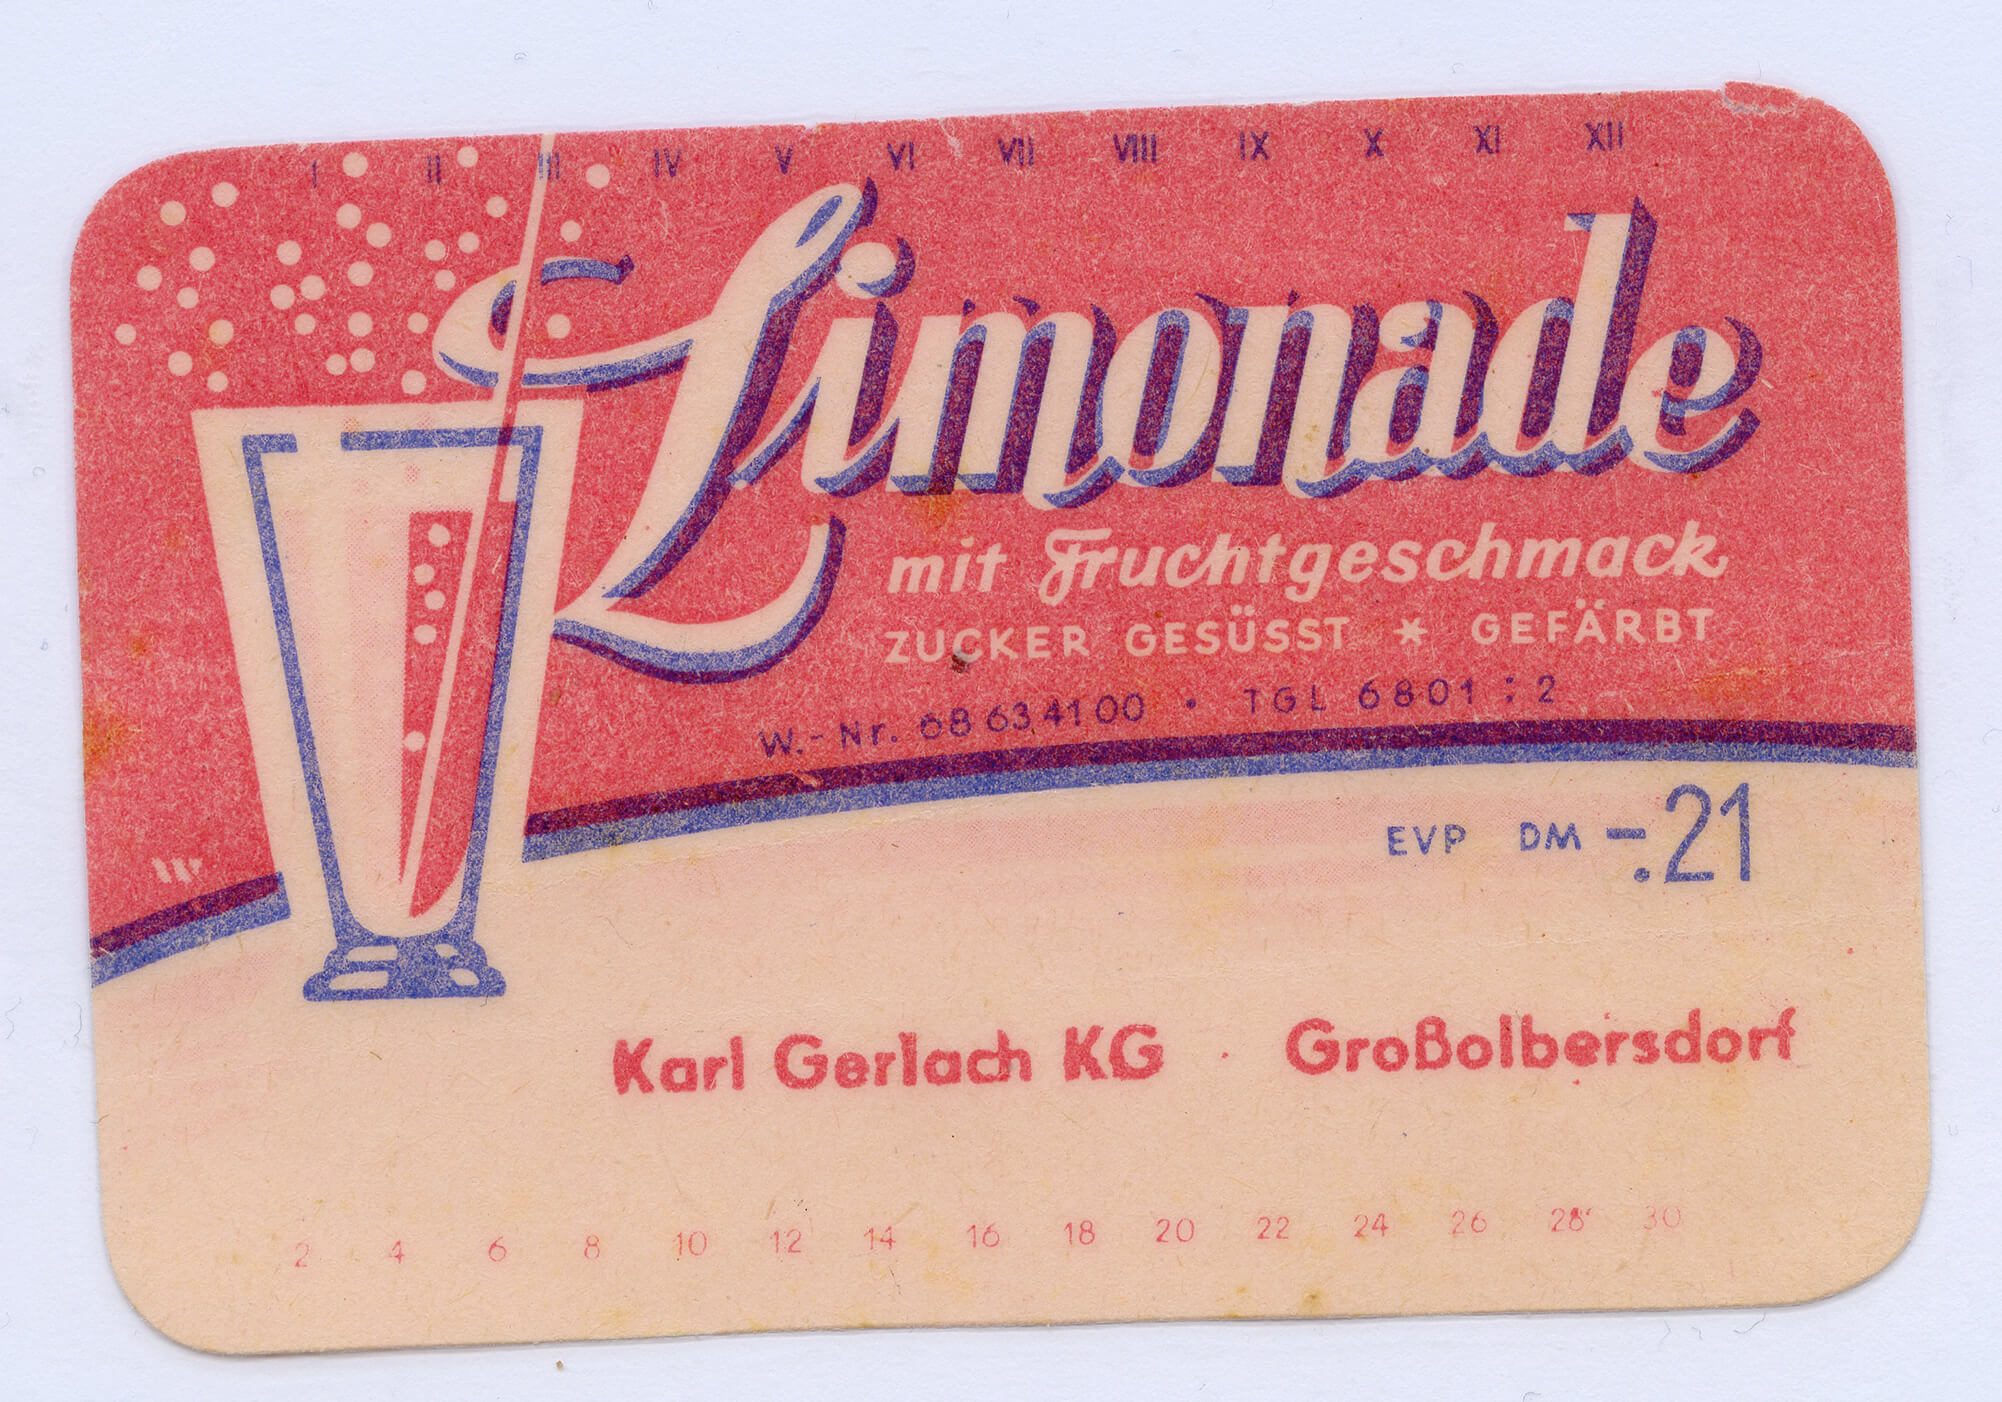 I II III IV V VI VII VIII IX X XI XII
Limonade
mit Fruchtgeschmack
ZUCKER GESÜSST * GEFÄRBT
W.-Nr. 68 63 41 00 • TGL 6801 : 2
EVP DM -.21
W
Karl Gerlach KG · Großolbersdorf
2 4 6 8 10 12 14 16 18 20 22 24 26 28 30